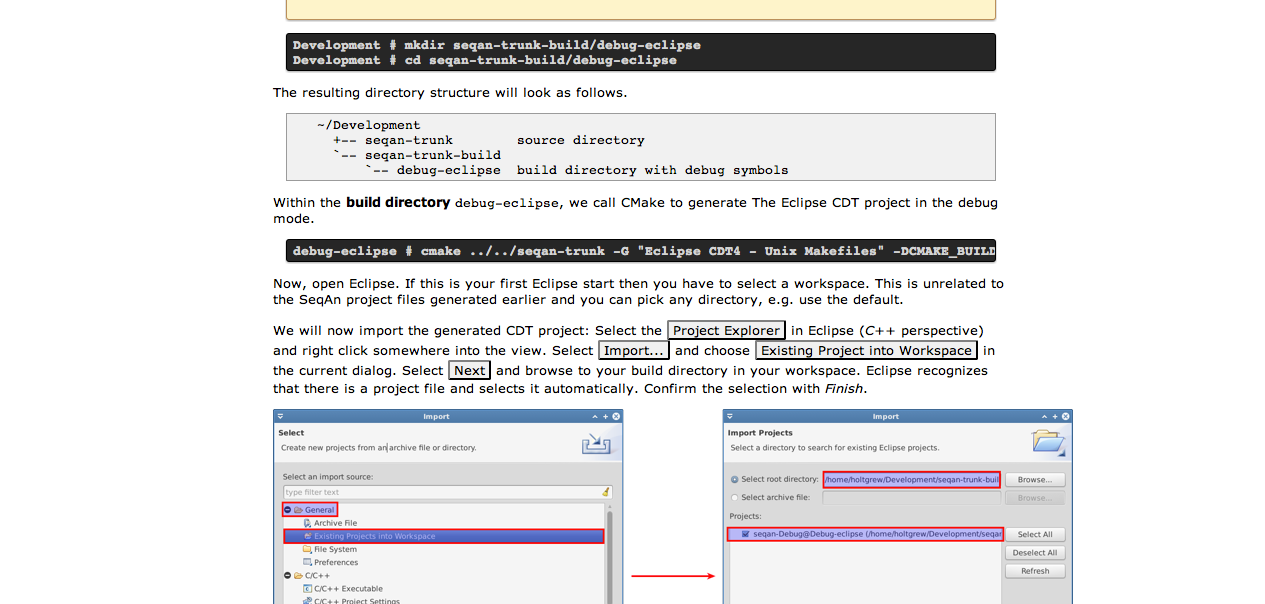 Development # mkdir seqan-trunk-build/debug-eclipse
Development # cd seqan-trunk-build/debug-eclipse
The resulting directory structure will look as follows.
~/Development
+-- seqan-trunk source directory
`-- seqan-trunk-build
`-- debug-eclipse build directory with debug symbols
Within the build directory debug-eclipse, we call CMake to generate The Eclipse CDT project in the debug
mode.
debug-eclipse # cmake ../../seqan-trunk -G "Eclipse CDT4 - Unix Makefiles" -DCMAKE_BUILD
Now, open Eclipse. If this is your first Eclipse start then you have to select a workspace. This is unrelated to
the SeqAn project files generated earlier and you can pick any directory, e.g. use the default.
We will now import the generated CDT project: Select the Project Explorer in Eclipse (C++ perspective)
and right click somewhere into the view. Select Import... and choose Existing Project into Workspace in
the current dialog. Select Next and browse to your build directory in your workspace. Eclipse recognizes
that there is a project file and selects it automatically. Confirm the selection with Finish.
Import
Select
Create new projects from an archive file or directory.
Select an import source:
type filter text
General
Archive File
Existing Projects into Workspace
File System
Preferences
C/C++
C/C++ Executable
C/C++ Project Settings
Import
Import Projects
Select a directory to search for existing Eclipse projects.
Select root directory: /home/holtgrew/Development/seqan-trunk-buil Browse...
Select archive file: Browse...
Projects:
seqan-Debug@Debug-eclipse (/home/holtgrew/Development/seqan Select All
Deselect All
Refresh